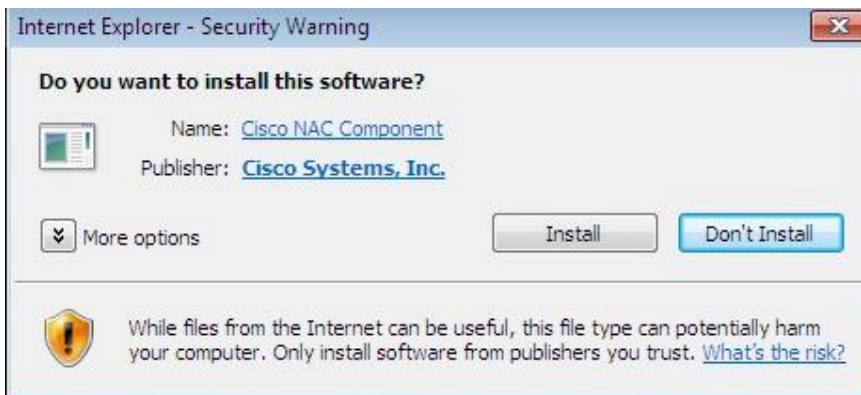 Internet Explorer - Security Warning
Do you want to install this software?
Name: Cisco NAC Component
Publisher: Cisco Systems, Inc.
More options
Install
Don't Install
While files from the Internet can be useful, this file type can potentially harm
your computer. Only install software from publishers you trust. What's the risk?